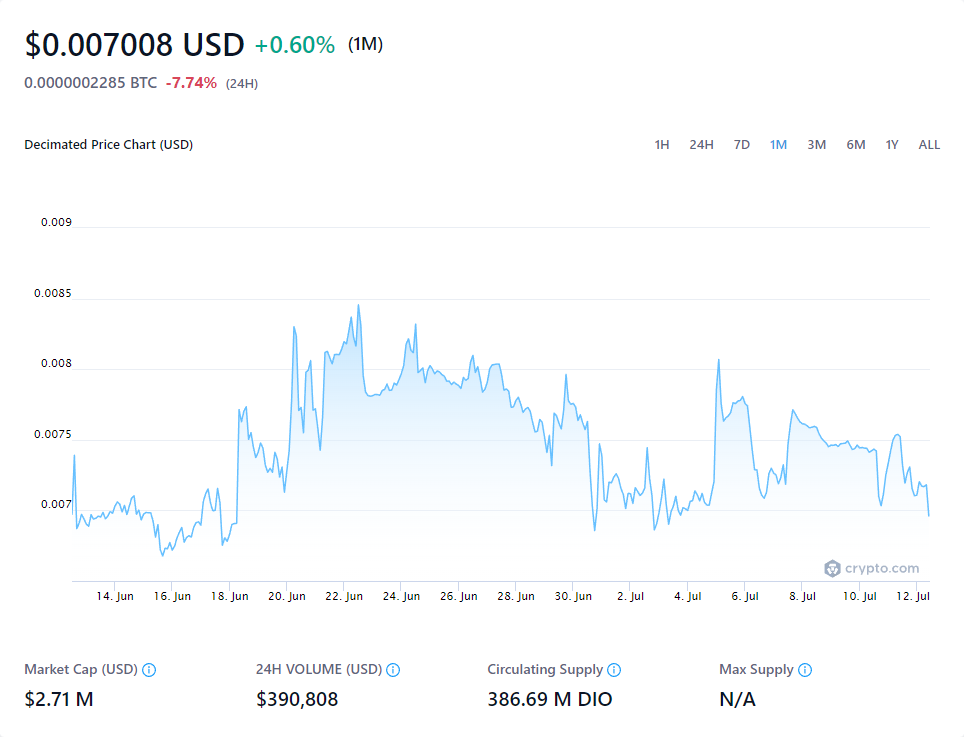 $0.007008 USD +0.60% (1M)
0.0000002285 BTC -7.74% (24H)
Decimated Price Chart (USD) 1H 24H 7D 1M 3M 6M 1Y ALL
0.009
0.0085
0.008
0.0075
0.007
crypto.com
14. Jun 16. Jun 18. Jun 20. Jun 22. Jun 24. Jun 26. Jun 28. Jun 30. Jun 2. Jul 4. Jul 6. Jul 8. Jul 10. Jul 12. Jul
Market Cap (USD) 24H VOLUME (USD) Circulating Supply Max Supply
$2.71 M $390,808 386.69 M DIO N/A